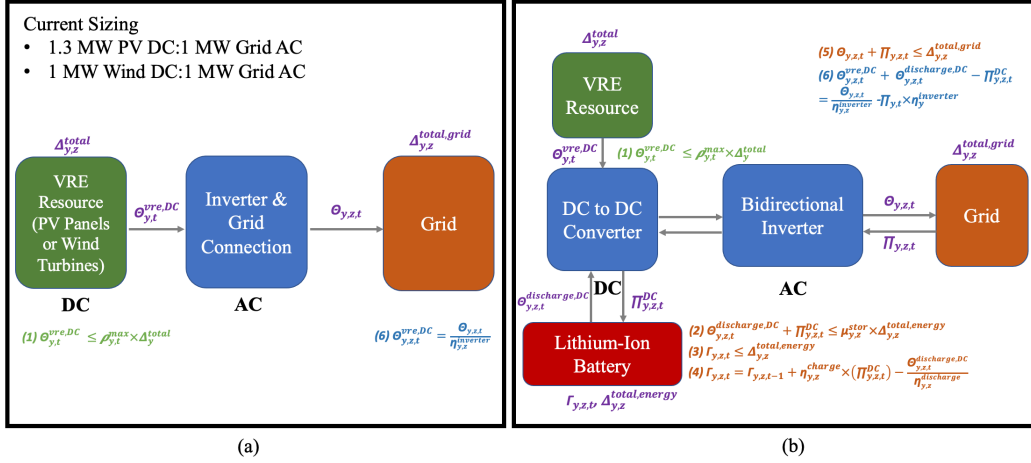 Current Sizing
• 1.3 MW PV DC:1 MW Grid AC
• 1 MW Wind DC:1 MW Grid AC
Δ_{y,z}^{total}
VRE
Resource
(PV Panels
or Wind
Turbines)
DC
Θ_{y,t}^{vre,DC}
Inverter &
Grid
Connection
AC
Θ_{y,z,t}
Δ_{y,z}^{total,grid}
Grid
(1) Θ_{y,t}^{vre,DC} ≤ ρ_{y,t}^{max}×Δ_y^{total}
(6) Θ_{y,z,t}^{vre,DC} = Θ_{y,z,t}/η_{y,z}^{inverter}
(a)
Δ_{y,z}^{total}
VRE
Resource
Θ_{y,t}^{vre,DC}
(1) Θ_{y,t}^{vre,DC} ≤ ρ_{y,t}^{max}×Δ_y^{total}
(5) Θ_{y,z,t} + Π_{y,z,t} ≤ Δ_{y,z}^{total,grid}
(6) Θ_{y,z,t}^{vre,DC} + Θ_{y,z,t}^{discharge,DC} − Π_{y,z,t}^{DC}
= Θ_{y,z,t}/η_{y,z}^{inverter} -Π_{y,t}×η_y^{inverter}
DC to DC
Converter
DC
Bidirectional
Inverter
AC
Θ_{y,z,t}
Π_{y,z,t}
Δ_{y,z}^{total,grid}
Grid
Θ_{y,z,t}^{discharge,DC}
Π_{y,z,t}^{DC}
Lithium-Ion
Battery
Γ_{y,z,t}, Δ_{y,z}^{total,energy}
(2) Θ_{y,z,t}^{discharge,DC} + Π_{y,z,t}^{DC} ≤ μ_{y,z}^{stor}×Δ_{y,z}^{total,energy}
(3) Γ_{y,z,t} ≤ Δ_{y,z}^{total,energy}
(4) Γ_{y,z,t} = Γ_{y,z,t−1} + η_{y,z}^{charge}×(Π_{y,z,t}^{DC}) − Θ_{y,z,t}^{discharge,DC}/η_{y,z}^{discharge}
(b)